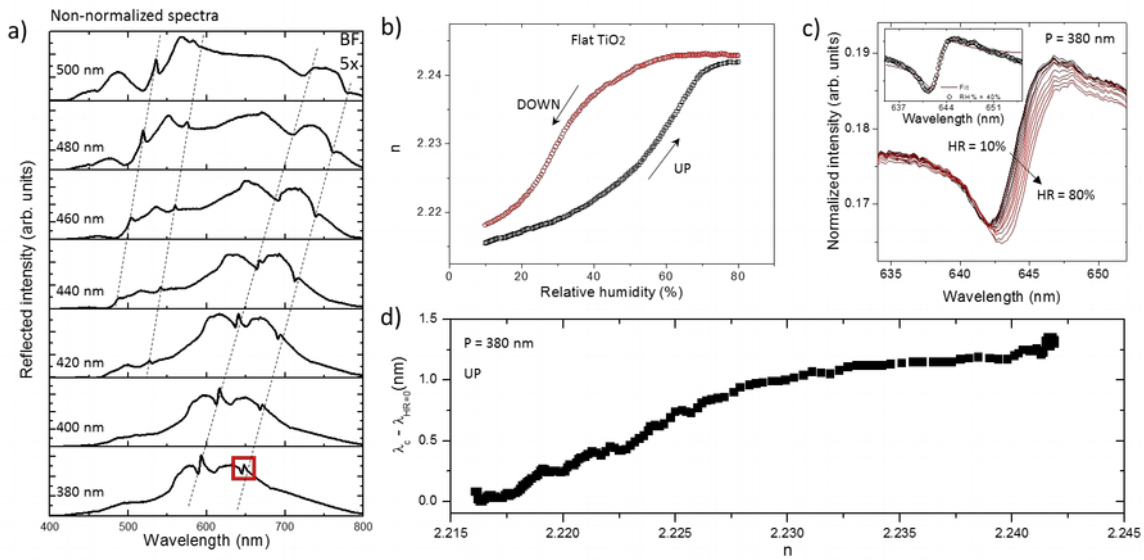 a)
Non-normalized spectra
BF
5x
500 nm
480 nm
460 nm
440 nm
420 nm
400 nm
380 nm
Reflected intensity (arb. units)
400 500 600 700 800
Wavelength (nm)
b)
Flat TiO2
DOWN
UP
n
2.24
2.23
2.22
0 20 40 60 80 100
Relative humidity (%)
c)
P = 380 nm
0.19
0.18
0.17
Normalized intensity (arb. units)
Fit
RH% = 40%
637 644 651
Wavelength (nm)
HR = 10%
HR = 80%
635 640 645 650
Wavelength (nm)
d)
P = 380 nm
UP
1.5
1.0
0.5
0.0
λc - λHR=0(nm)
2.215 2.220 2.225 2.230 2.235 2.240 2.245
n